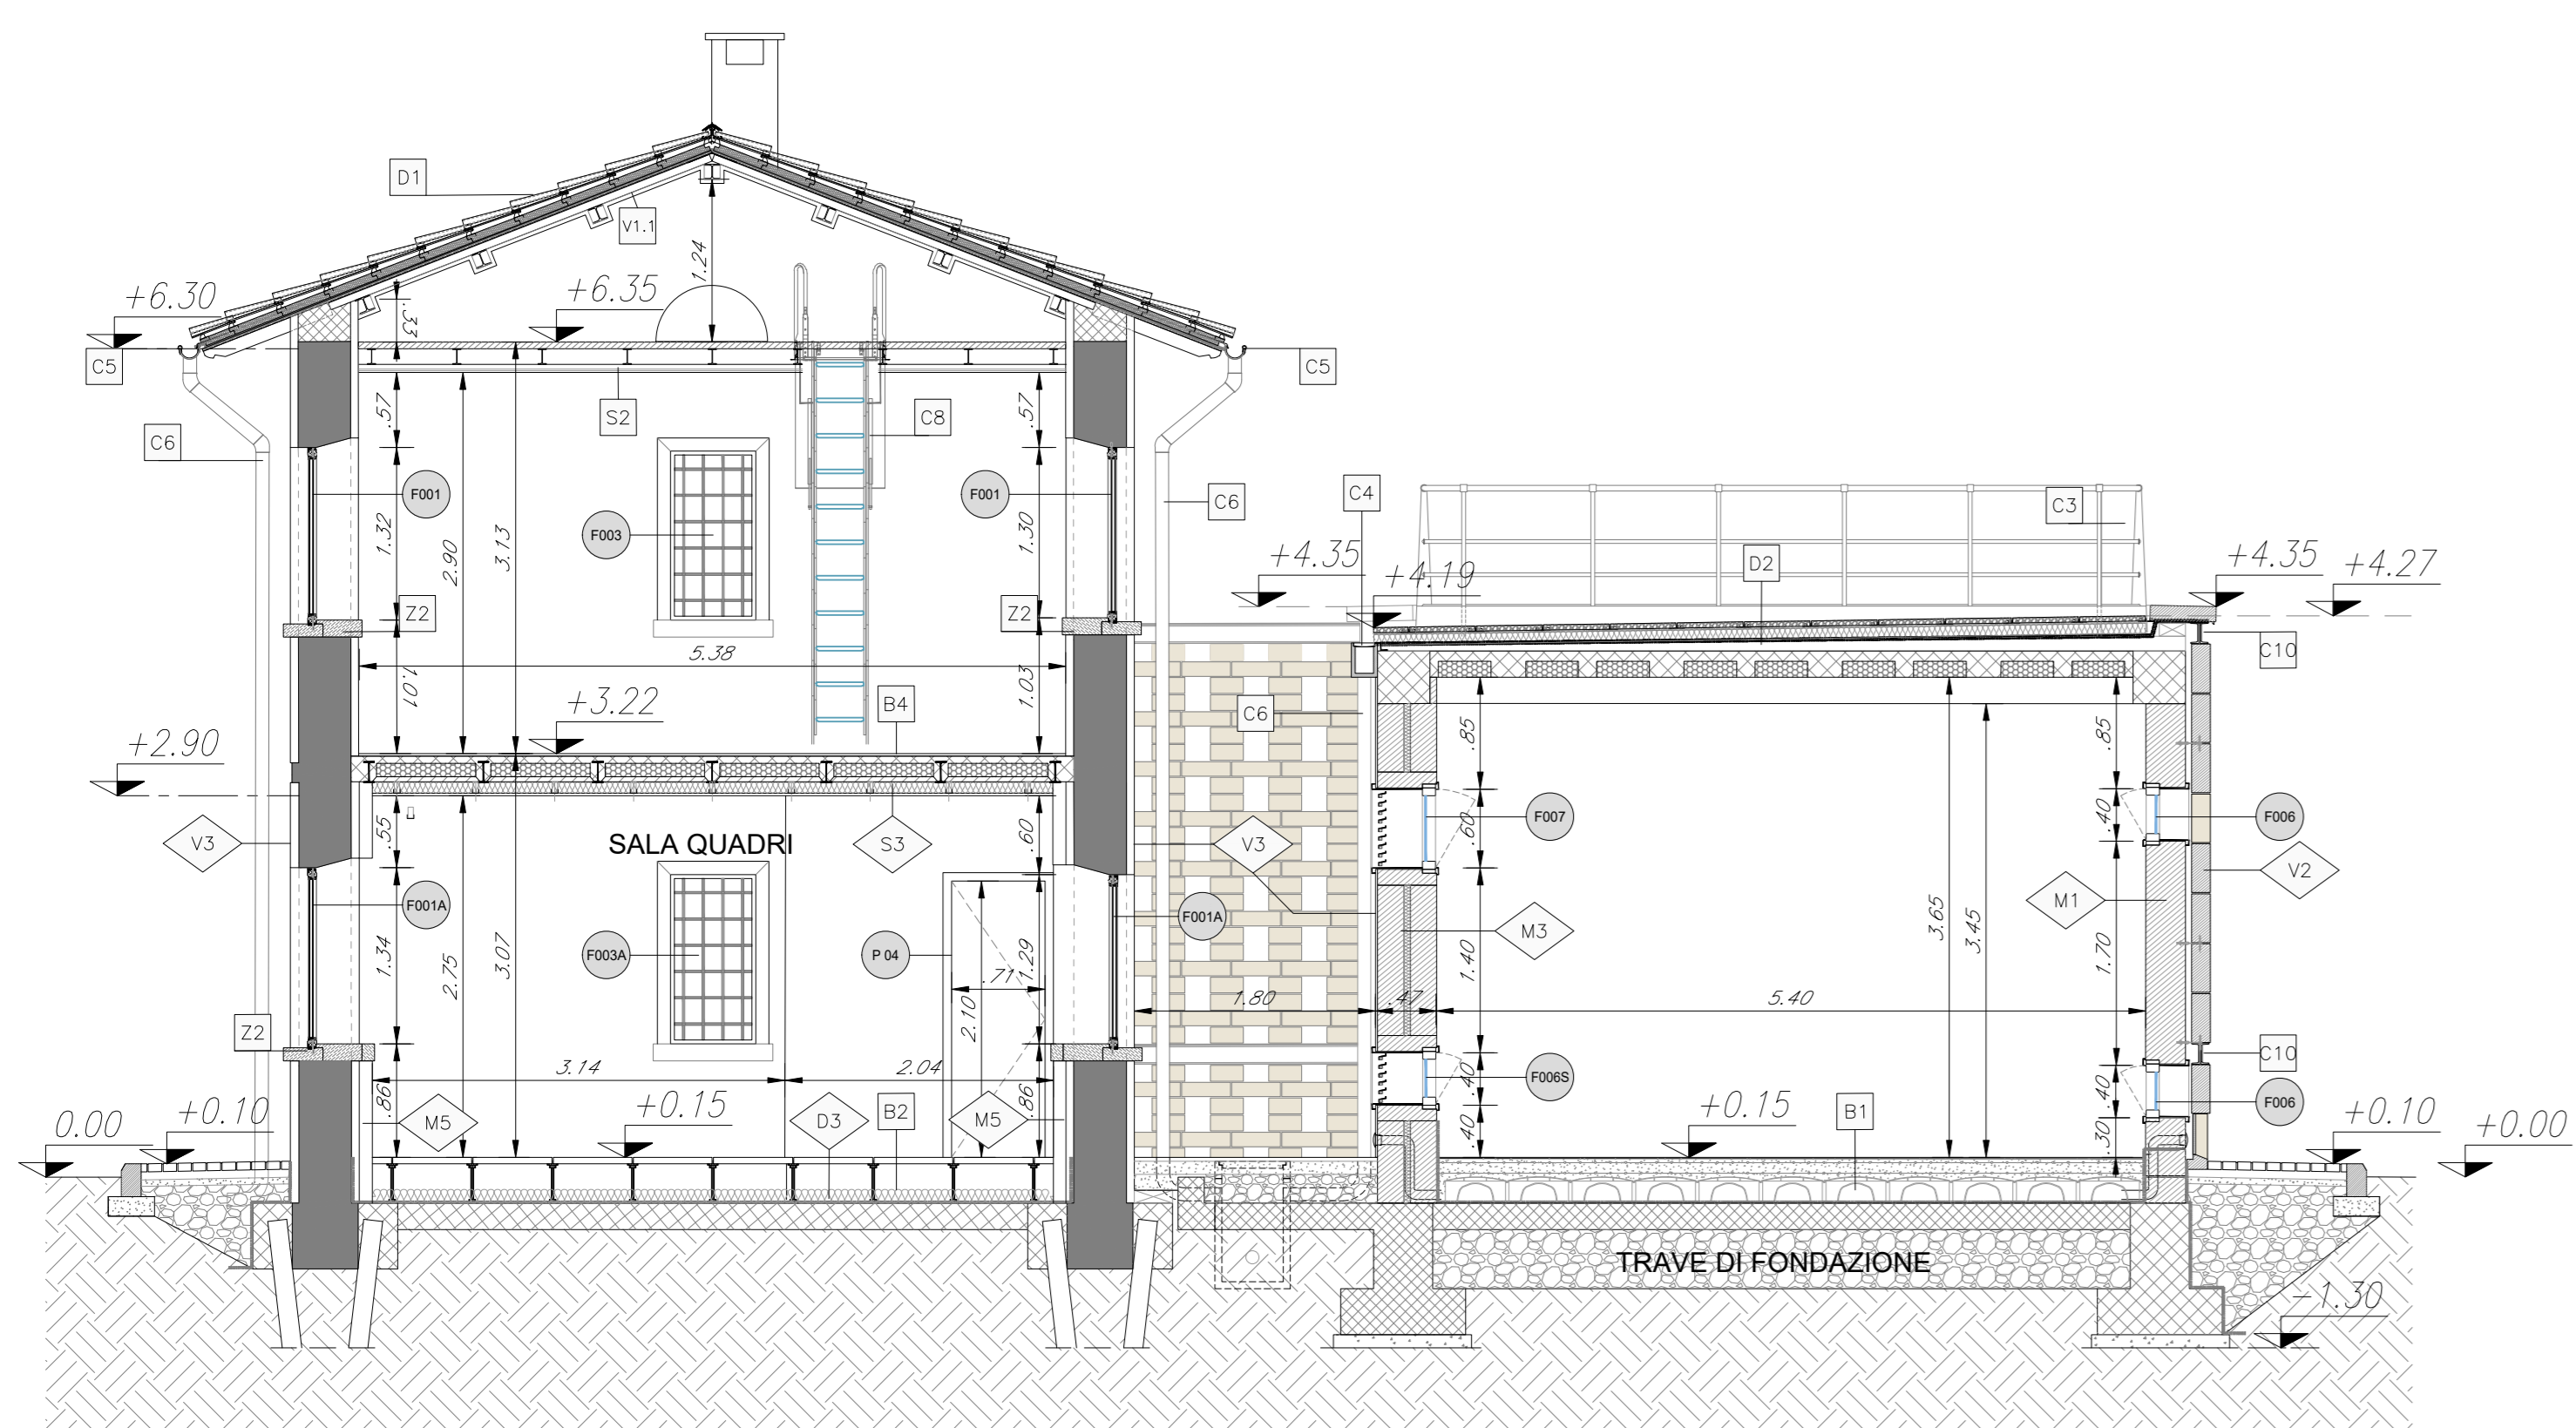 D1
V1.1
1.24
+6.30
+6.35
.33
C5
C5
.57
.57
S2
C8
C6
F001
F001
C6
C4
C3
F003
1.32
2.90
3.13
1.30
+4.35
+4.19
D2
+4.35
+4.27
Z2
Z2
5.38
C10
1.01
1.03
+3.22
B4
C6
+2.90
.85
3.65
3.45
.85
.55
SALA QUADRI
.60
V3
S3
V3
F007
.60
.40
F006
V2
F001A
F001A
M1
F003A
P 04
M3
1.34
2.75
3.07
2.10
.71
1.29
1.40
1.70
1.80
.47
5.40
Z2
C10
3.14
2.04
F006S
.40
.40
F006
.86
.86
0.00
+0.10
M5
+0.15
D3
B2
M5
.40
+0.15
B1
.30
+0.10
+0.00
TRAVE DI FONDAZIONE
-1.30